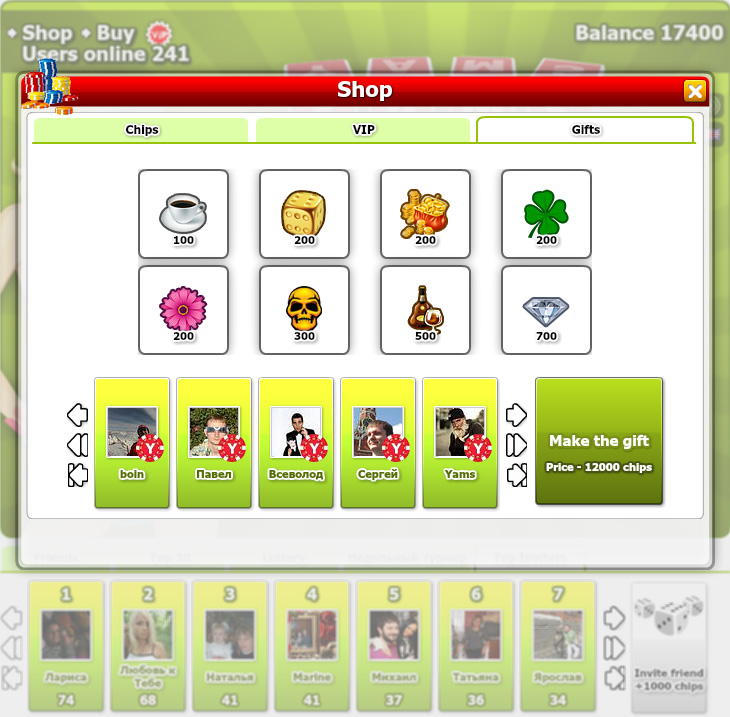 Shop Buy VIP
Balance 17400
Users online 241
Shop
Chips
VIP
Gifts
100
200
200
200
200
300
500
700
boin
Павел
Всеволод
Сергей
Yams
Make the gift
Price - 12000 chips
1
2
3
4
5
6
7
Лариса
Любовь к
Тебе
Наталья
Marine
Михаил
Татьяна
Ярослав
74
68
41
41
37
36
34
Invite friend
+1000 chips